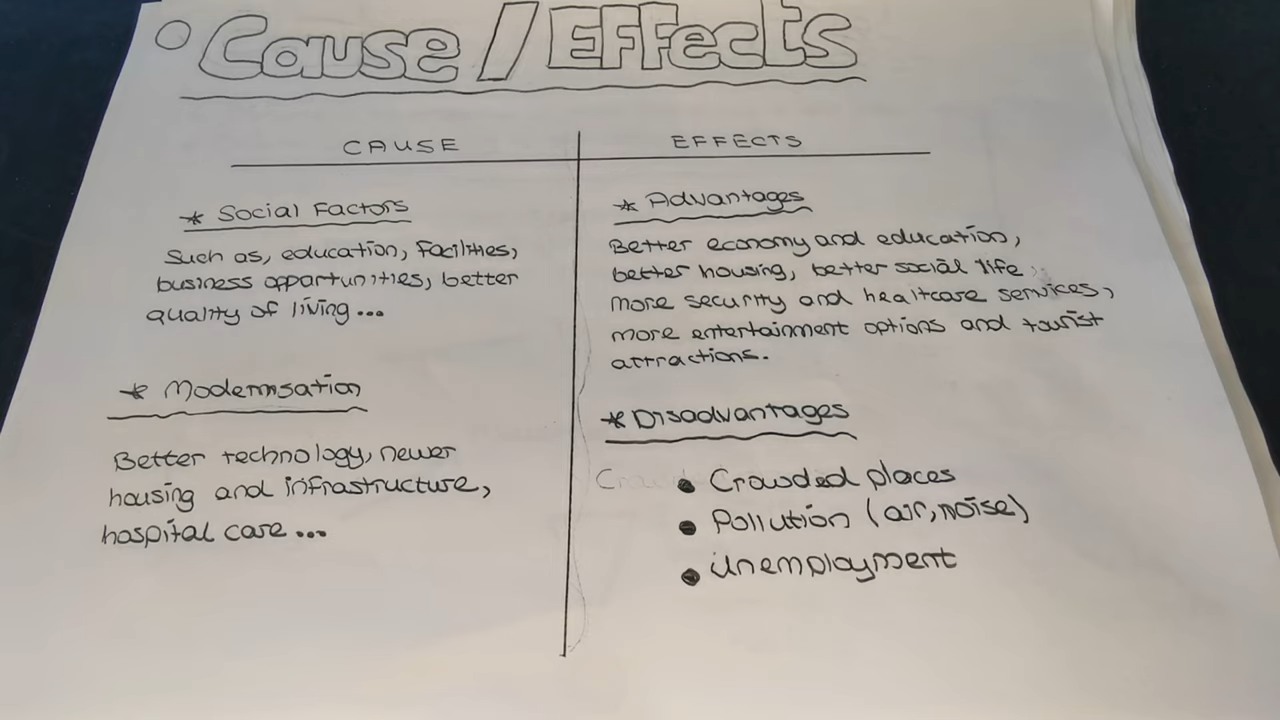 Cause / Effects
CAUSE
* Social Factors
Such as, education, facilities,
business oppartunities, better
quality of living...
* Modernisation
Better technology, newer
housing and infrastructure,
hospital care...
EFFECTS
* Advantages
Better economy and education,
better housing, better social life,
more security and healtcare services,
more entertainment options and tourist
attractions.
* Disadvantages
• Crowded places
• Pollution (air, noise)
• Unemployment